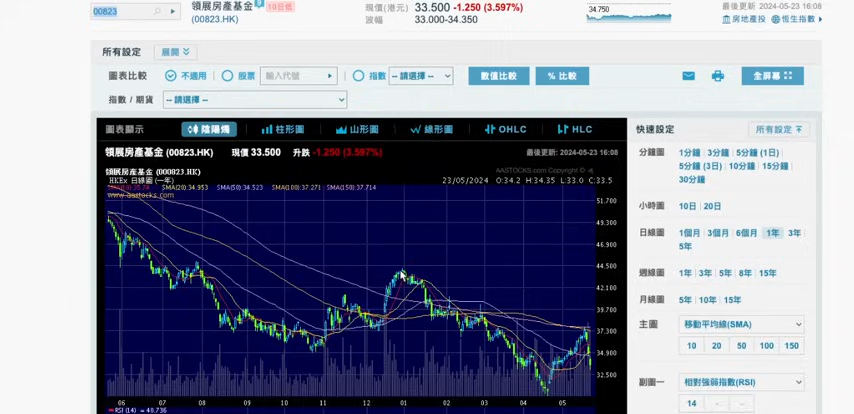 00823
領展房產基金 10日低
(00823.HK)
現價(港元) 33.500 -1.250 (3.597%)
波幅 33.000-34.350
34.750
最後更新 2024-05-23 16:08
房地產投 恆生指數
所有設定 展開
圖表比較 不適用 股票 輸入代號 指數 -- 請選擇 -- 數值比較 % 比較 全屏幕
指數 / 期貨 -- 請選擇 --
圖表顯示 陰陽燭 柱形圖 山形圖 線形圖 OHLC HLC
領展房產基金 (00823.HK) 現價 33.500 升跌 -1.250 (3.597%) 最後更新: 2024-05-23 16:08
領展房產基金 (00823.HK) AASTOCKS.com Copyright ©
HKEx 日線圖 (一年) 23/05/2024 O:34.2 H:34.35 L:33.0 C:33.5
SMA(20) 34.953 SMA(50):34.523 SMA(100):37.271 SMA(150):37.714
www.aastocks.com
51.700
49.300
46.900
44.500
42.100
39.700
37.300
34.900
32.500
06 07 08 09 10 11 12 01 02 03 04 05
RSI (14) = 40.736
快速設定 所有設定
分鐘圖 1分鐘 3分鐘 5分鐘 (1日)
5分鐘 (3日) 10分鐘 15分鐘
30分鐘
小時圖 10日 20日
日線圖 1個月 3個月 6個月 1年 3年
5年
週線圖 1年 3年 5年 8年 15年
月線圖 5年 10年 15年
主圖 移動平均線(SMA)
10 20 50 100 150
副圖一 相對強弱指數(RSI)
14 - -